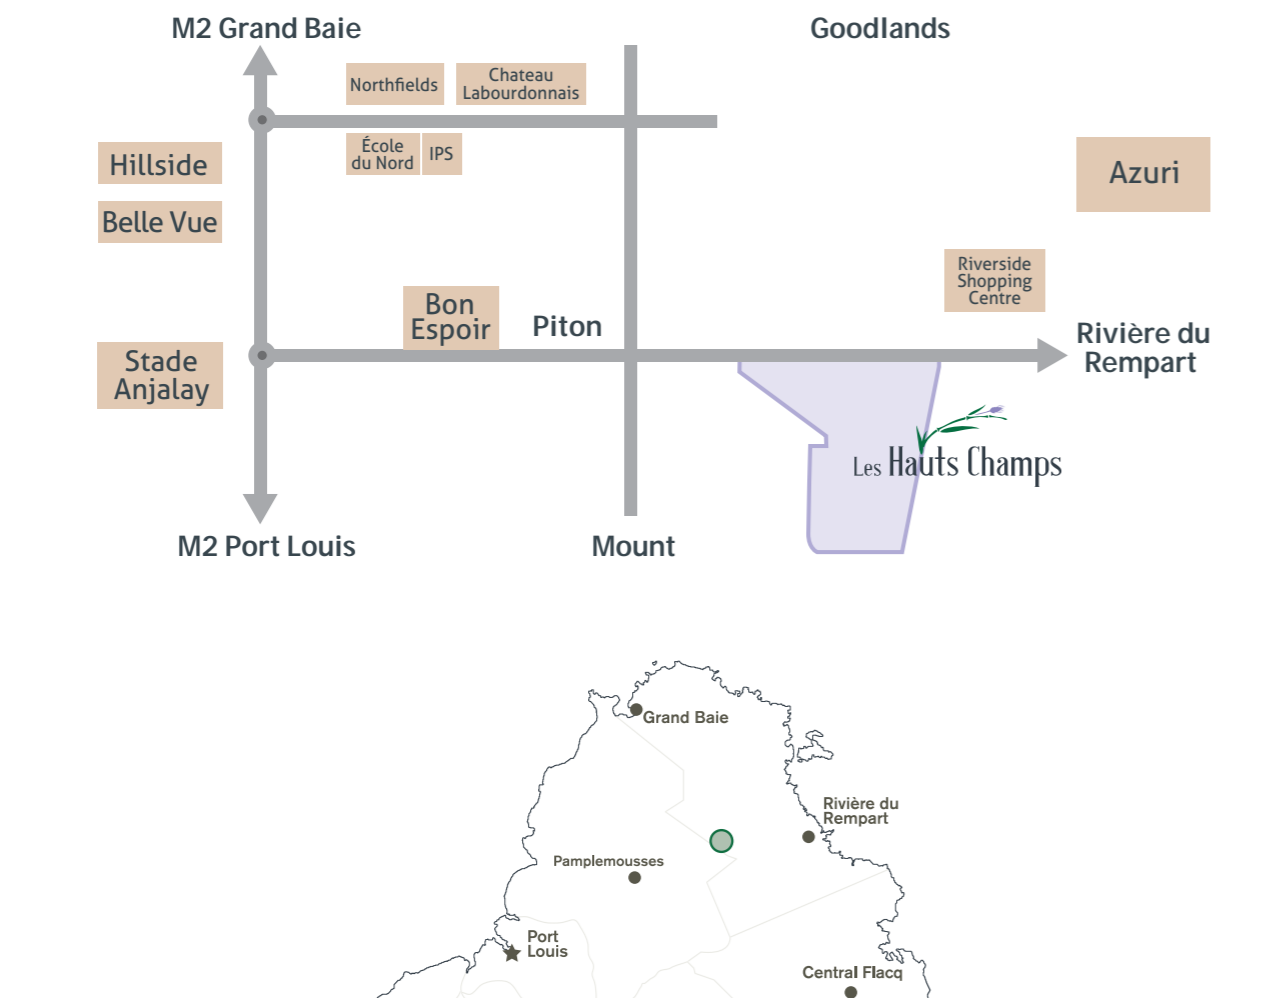 M2 Grand Baie
Goodlands
Northfields
Chateau
Labourdonnais
École
du Nord
IPS
Hillside
Azuri
Belle Vue
Riverside
Shopping
Centre
Bon
Espoir
Piton
Rivière du
Rempart
Stade
Anjalay
Les Hauts Champs
M2 Port Louis
Mount
Grand Baie
Rivière du
Rempart
Pamplemousses
Port
Louis
Central Flacq